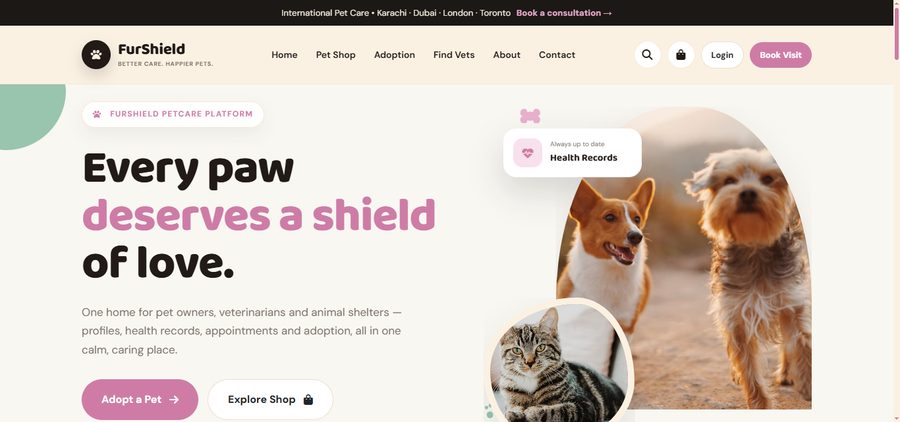 International Pet Care • Karachi · Dubai · London · Toronto Book a consultation →
FurShield
BETTER CARE. HAPPIER PETS.
Home Pet Shop Adoption Find Vets About Contact
Login Book Visit
FURSHIELD PETCARE PLATFORM
Always up to date
Health Records
Every paw
deserves a shield
of love.
One home for pet owners, veterinarians and animal shelters —
profiles, health records, appointments and adoption, all in one
calm, caring place.
Adopt a Pet →
Explore Shop